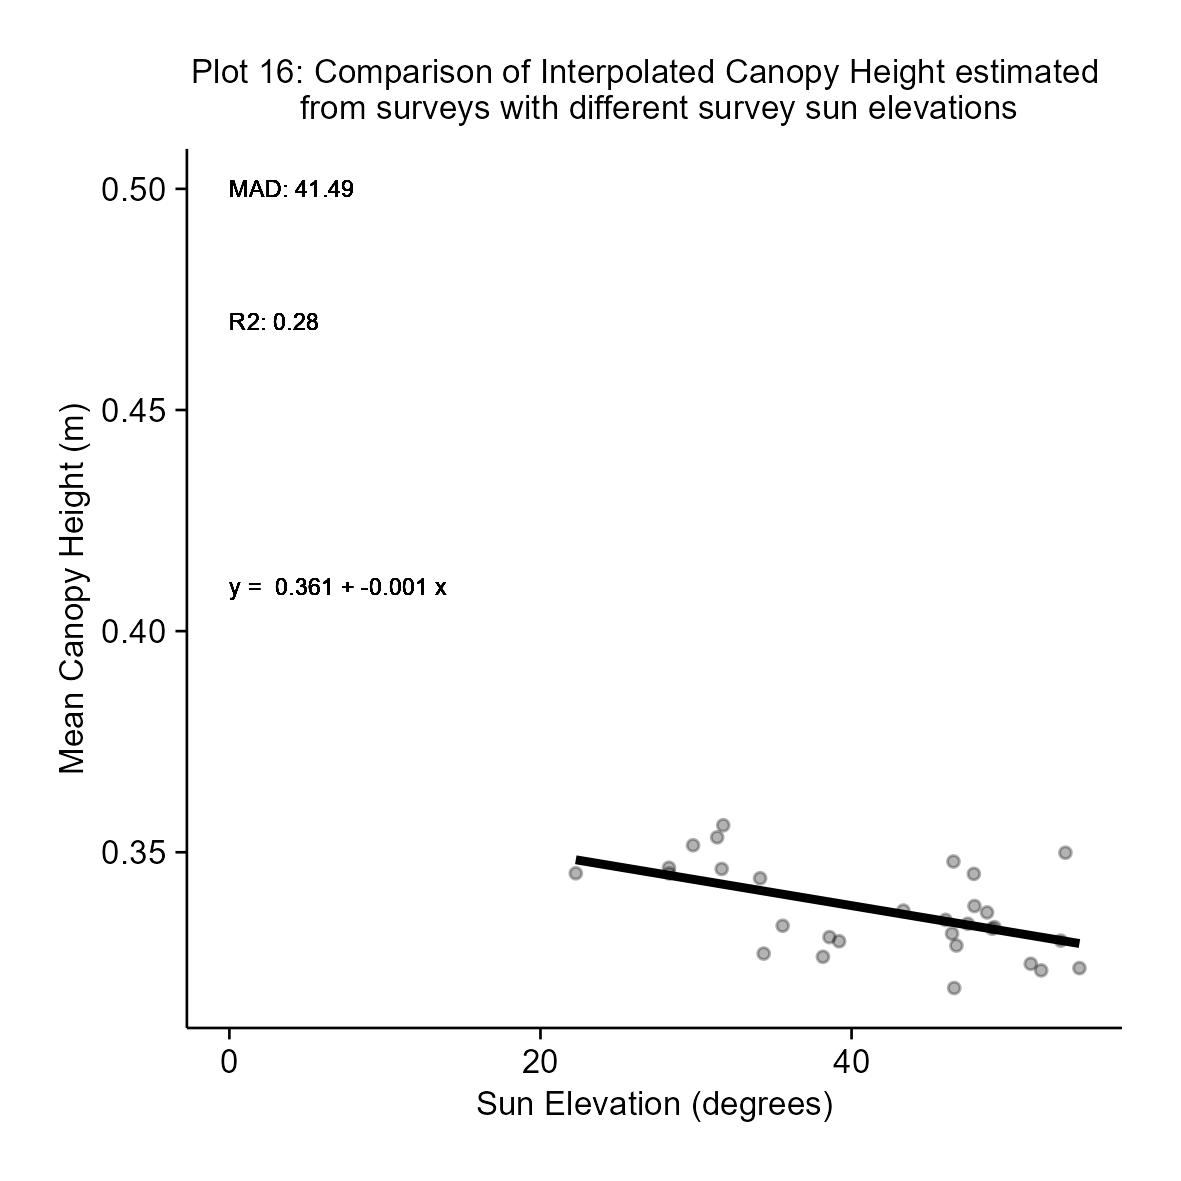 Plot 16: Comparison of Interpolated Canopy Height estimated
from surveys with different survey sun elevations
0.50
MAD: 41.49
R2: 0.28
0.45
y =  0.361 + -0.001 x
0.40
0.35
Mean Canopy Height (m)
0 20 40
Sun Elevation (degrees)